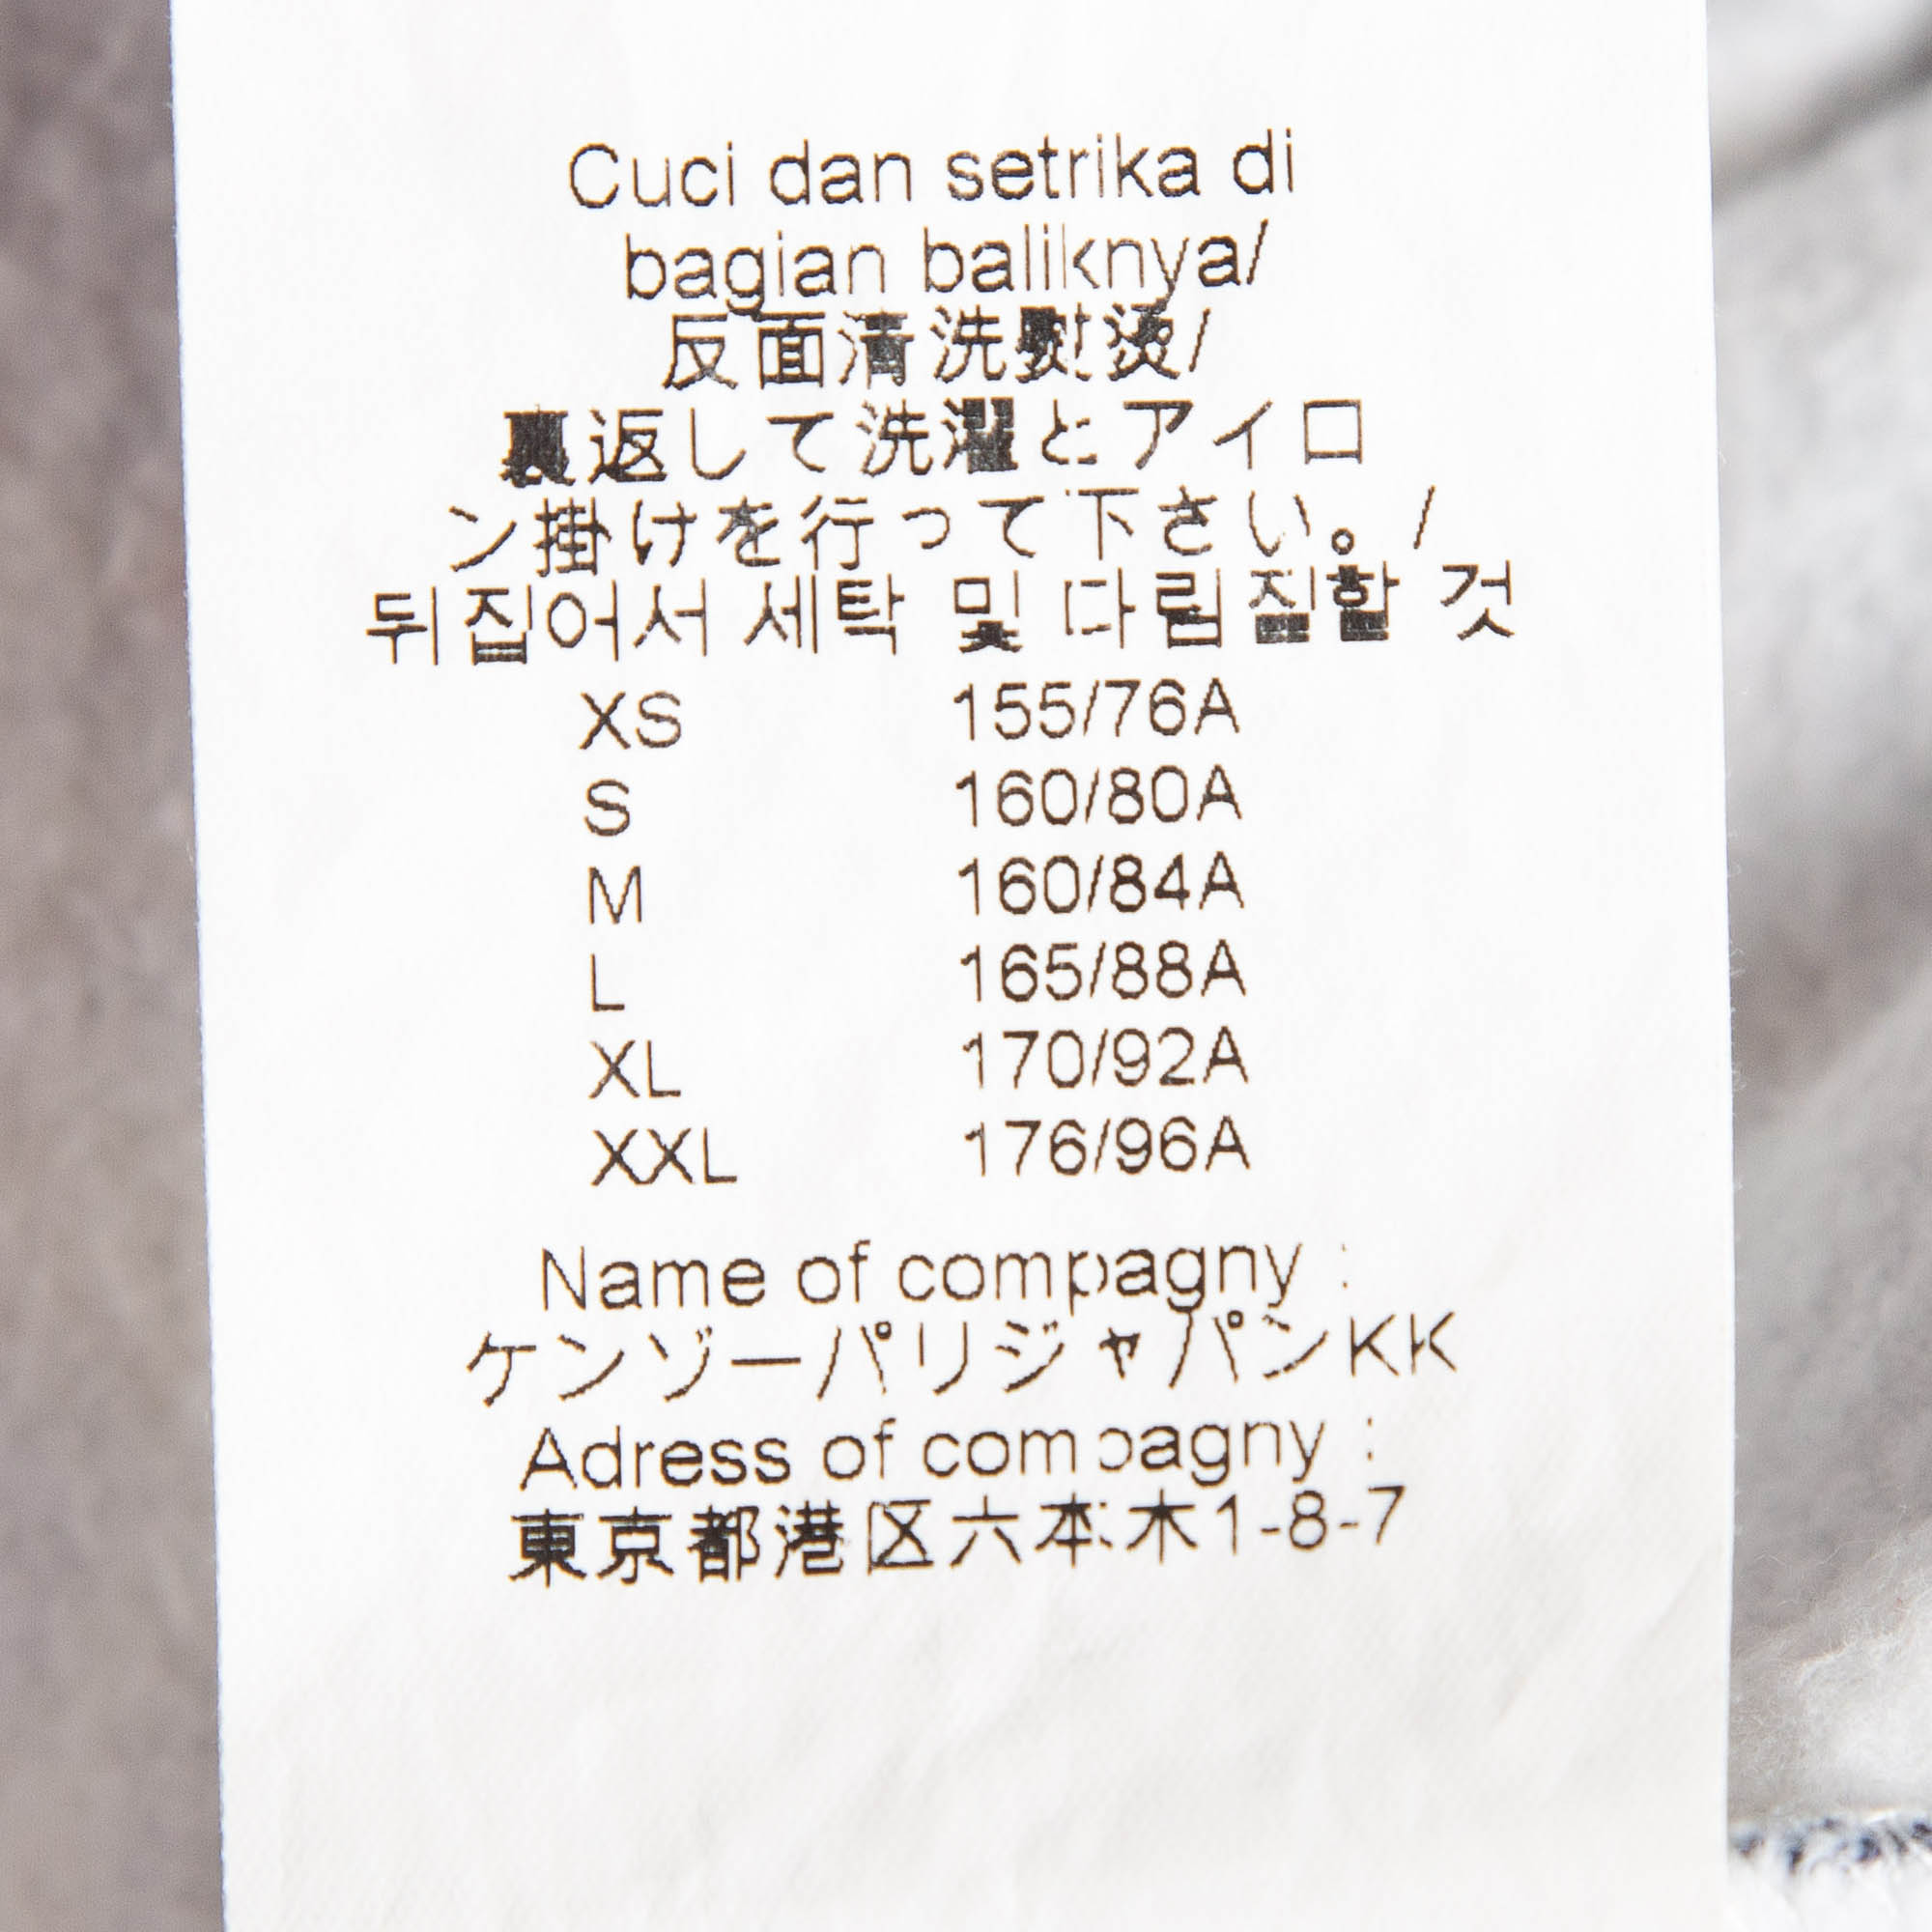 Cuci dan setrika di
bagian baliknya/
反面清洗熨烫/
裏返して洗濯とアイロ
ン掛けを行って下さい。/
뒤집어서 세탁 및 다림질할 것
XS 155/76A
S 160/80A
M 160/84A
L 165/88A
XL 170/92A
XXL 176/96A
Name of compagny :
ケンゾーパリジャパンKK
Adress of compagny :
東京都港区六本木1-8-7